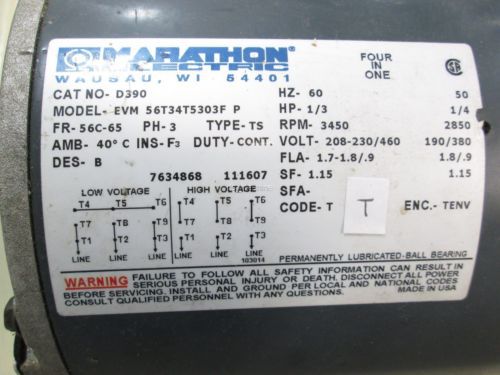 MARATHON
ELECTRIC
WAUSAU, WI 54401
FOUR
IN
ONE
CAT NO- D390
MODEL- EVM 56T34T5303F P
FR- 56C-65 PH- 3 TYPE- TS
AMB- 40° C INS- F3 DUTY- CONT.
DES- B
7634868 111607
HZ- 60 50
HP- 1/3 1/4
RPM- 3450 2850
VOLT- 208-230/460 190/380
FLA- 1.7-1.8/.9 1.8/.9
SF- 1.15 1.15
SFA-
CODE- T T ENC.- TENV
LOW VOLTAGE HIGH VOLTAGE
T4 T5 T6 T4 T5 T6
T7 T8 T9 T7 T8 T9
T1 T2 T3 T1 T2 T3
LINE LINE LINE LINE
103014
PERMANENTLY LUBRICATED-BALL BEARING
WARNING FAILURE TO FOLLOW ALL SAFETY INFORMATION CAN RESULT IN
SERIOUS PERSONAL INJURY OR DEATH. DISCONNECT ALL POWER
BEFORE SERVICING. INSTALL AND GROUND PER LOCAL AND NATIONAL CODES
CONSULT QUALIFIED PERSONNEL WITH ANY QUESTIONS. MADE IN USA